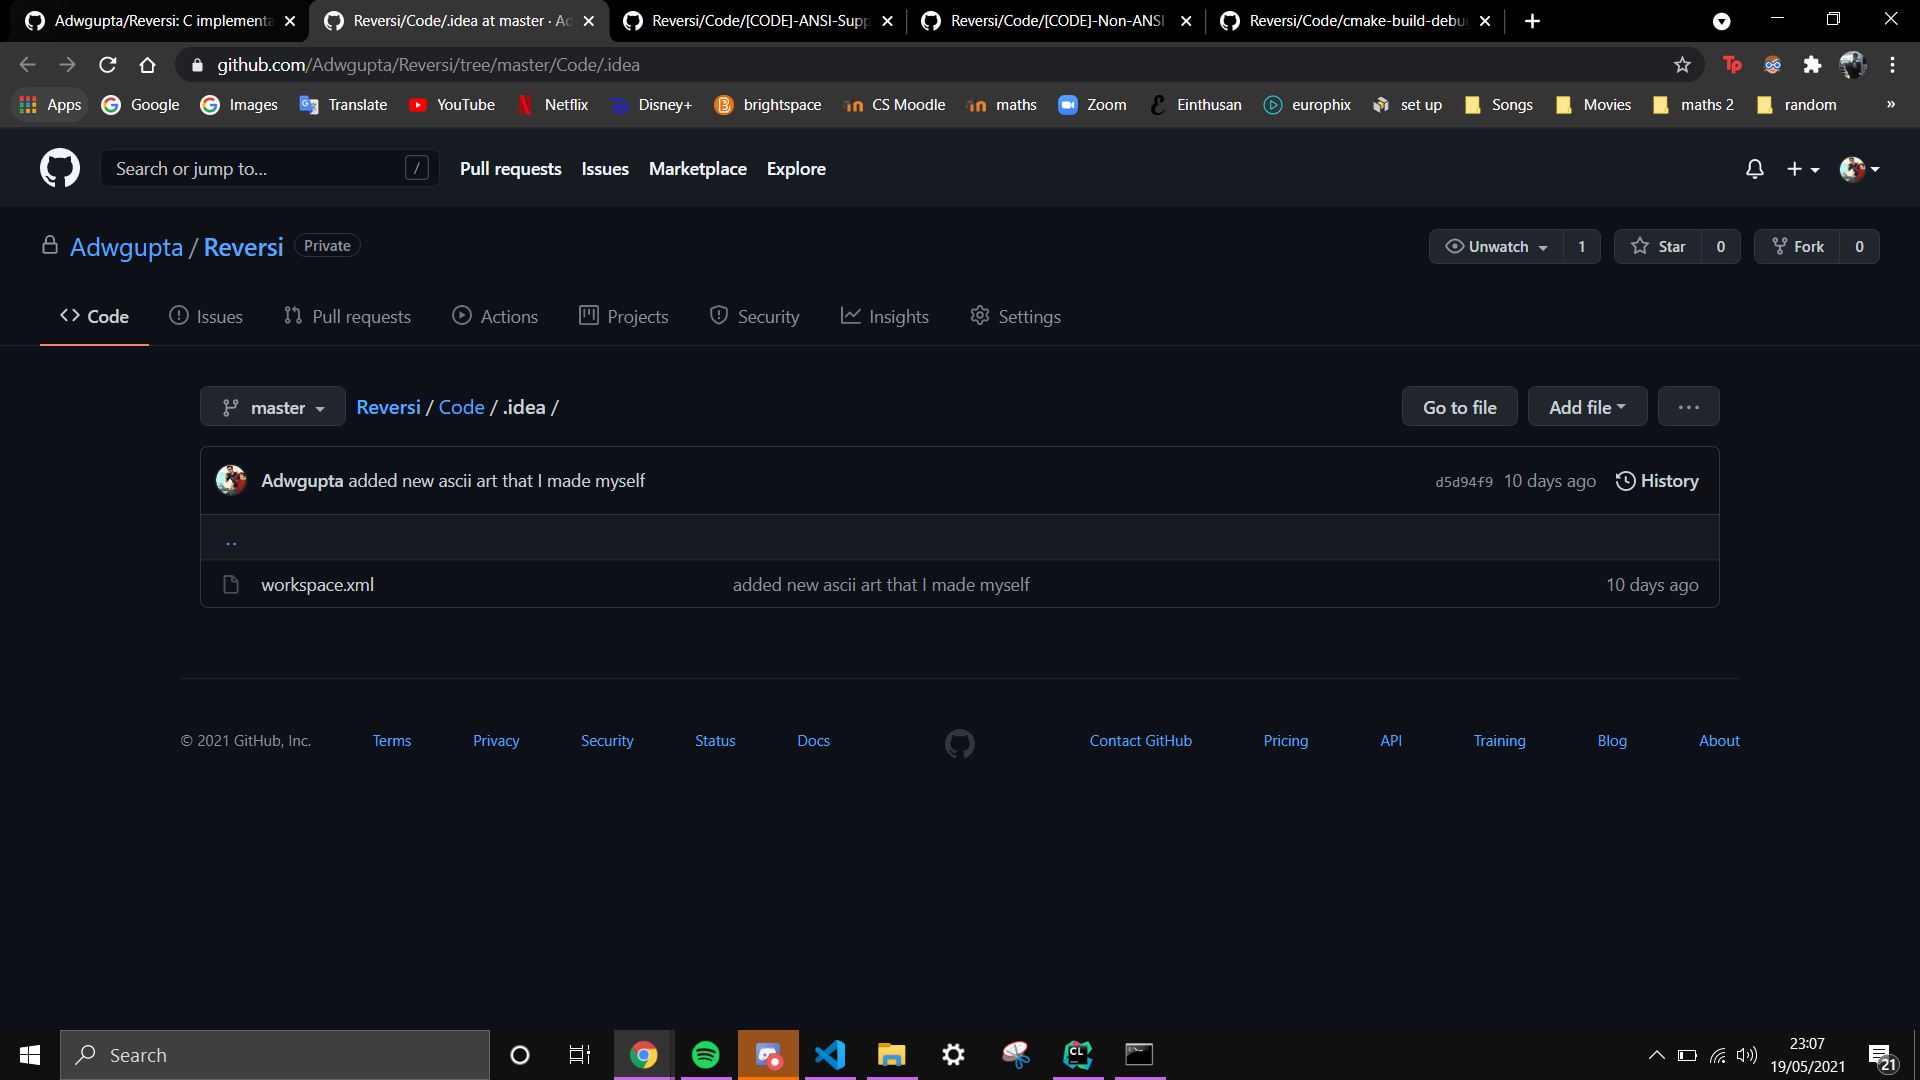 Adwgupta/Reversi: C implementa
Reversi/Code/.idea at master · Ad
Reversi/Code/[CODE]-ANSI-Supp
Reversi/Code/[CODE]-Non-ANSI
Reversi/Code/cmake-build-debug
github.com/Adwgupta/Reversi/tree/master/Code/.idea
Tp
Apps Google Images Translate YouTube Netflix Disney+ brightspace CS Moodle maths Zoom Einthusan europhix set up Songs Movies maths 2 random »
Search or jump to... / Pull requests Issues Marketplace Explore
Adwgupta / Reversi Private
Unwatch 1 Star 0 Fork 0
Code Issues Pull requests Actions Projects Security Insights Settings
master Reversi / Code / .idea / Go to file Add file ...
Adwgupta added new ascii art that I made myself d5d94f9 10 days ago History
..
workspace.xml added new ascii art that I made myself 10 days ago
© 2021 GitHub, Inc. Terms Privacy Security Status Docs Contact GitHub Pricing API Training Blog About
Search
CL
23:07
19/05/2021
21